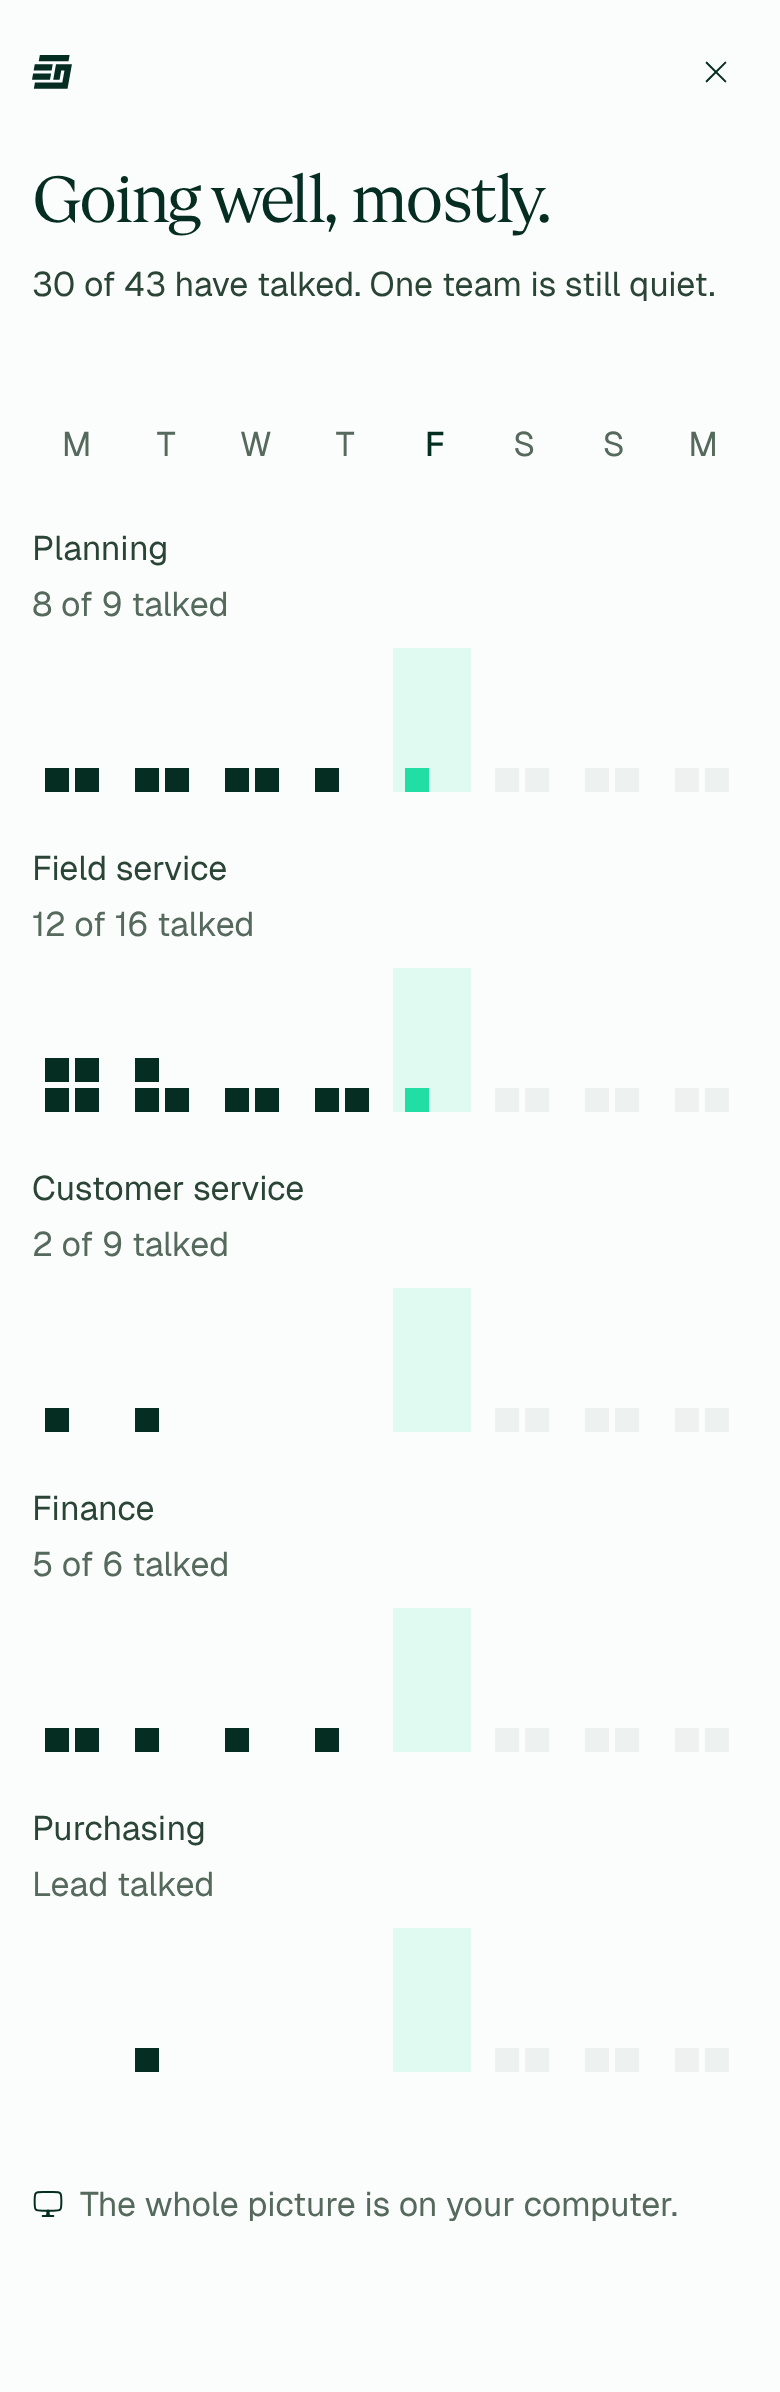 Going well, mostly.
30 of 43 have talked. One team is still quiet.
M T W T F S S M
Planning
8 of 9 talked
Field service
12 of 16 talked
Customer service
2 of 9 talked
Finance
5 of 6 talked
Purchasing
Lead talked
The whole picture is on your computer.